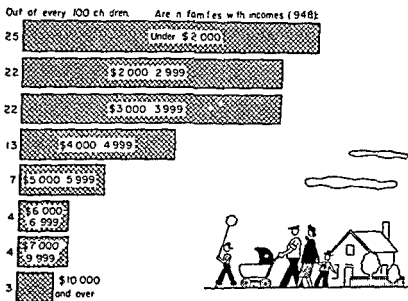 Out of every 100 ch dren Are n families with incomes (1948):
25 Under $2 000
22 $2 000 2 999
22 $3 000 3 999
13 $4 000 4 999
7 $5 000 5 999
4 $6 000
6 999
4 $7 000
9 999
3 $10 000
and over